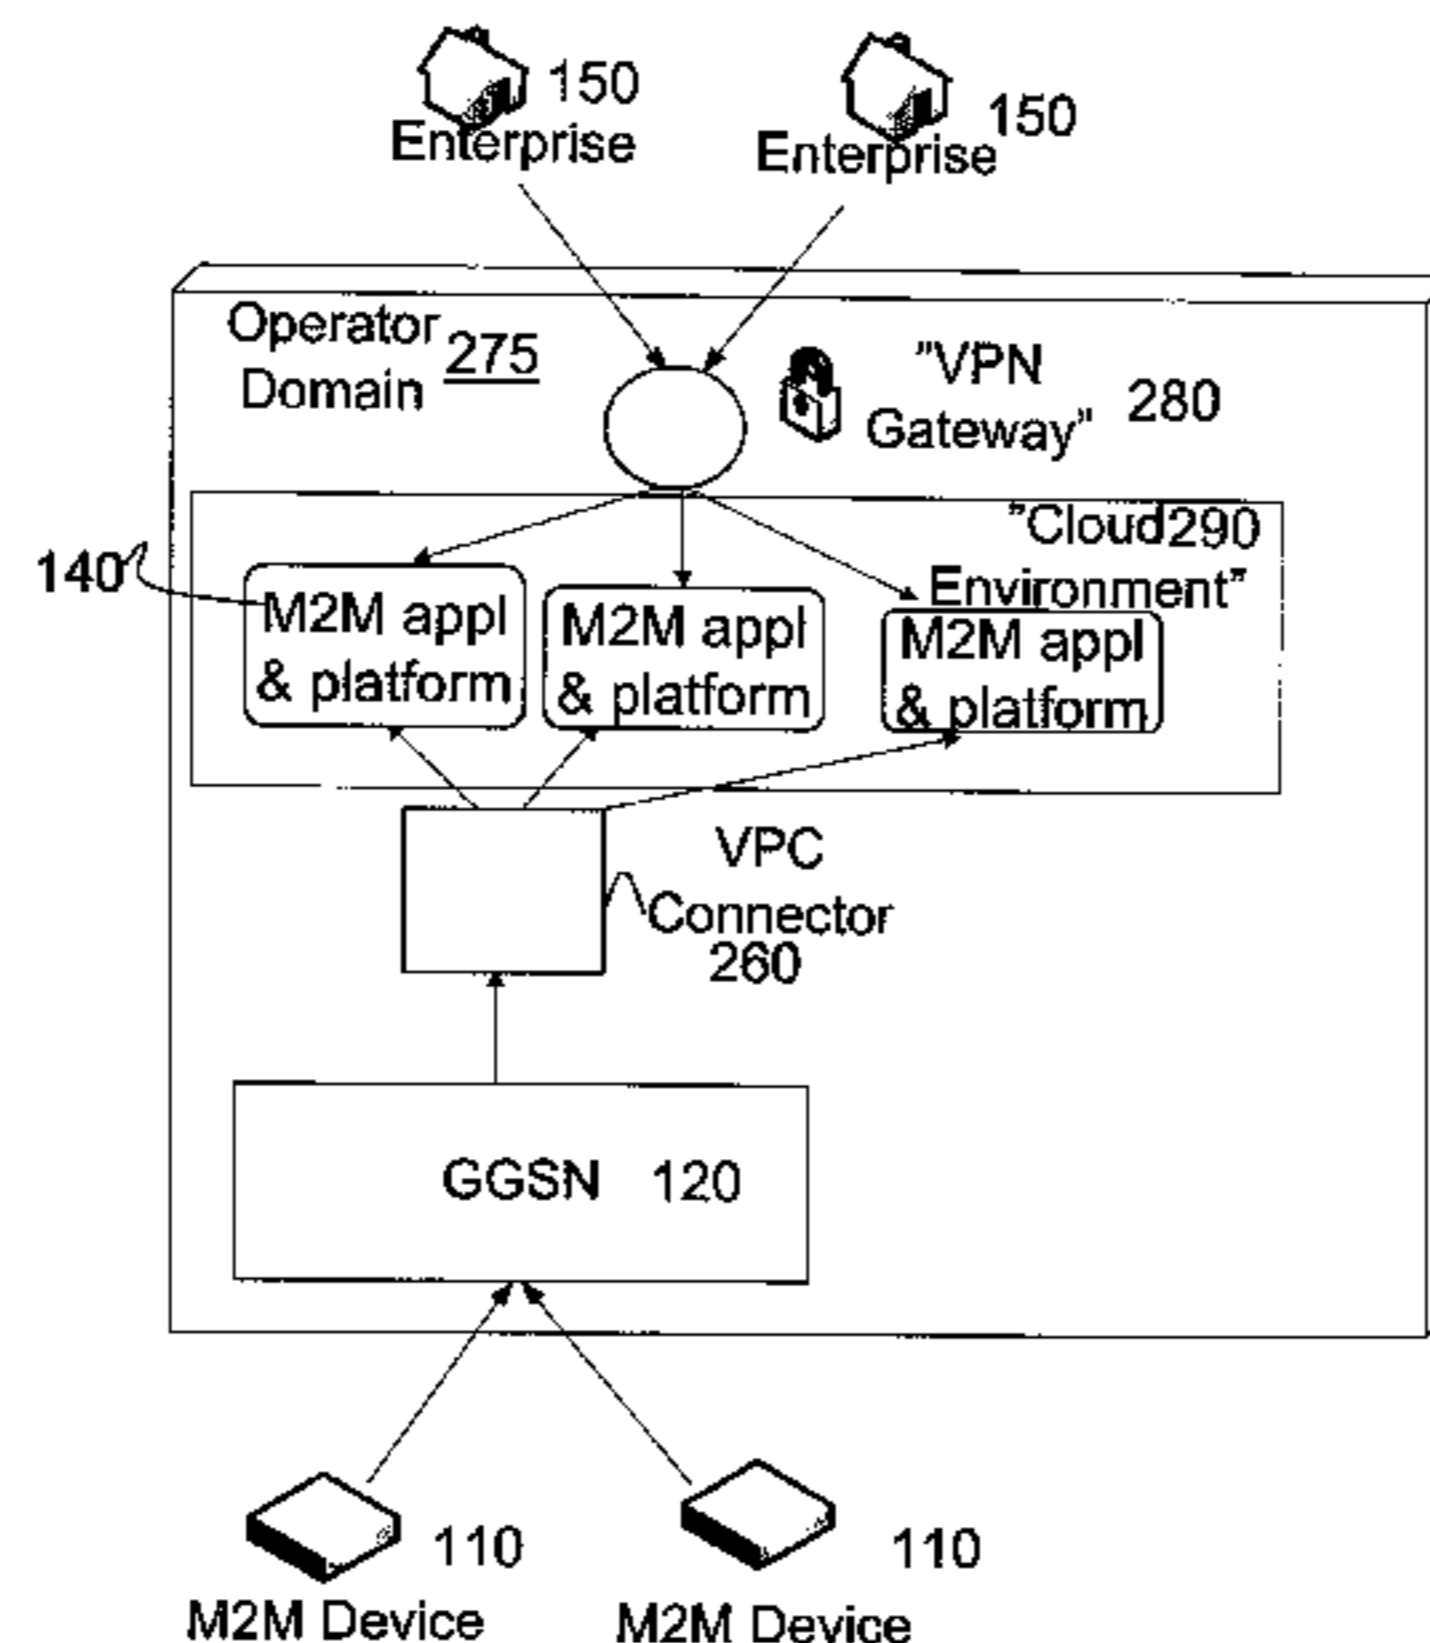 150
Enterprise
150
Enterprise
Operator
Domain
275
"VPN
Gateway"
280
"Cloud290
Environment"
140
M2M appl
& platform
M2M appl
& platform
M2M appl
& platform
VPC
Connector
260
GGSN 120
110
M2M Device
110
M2M Device